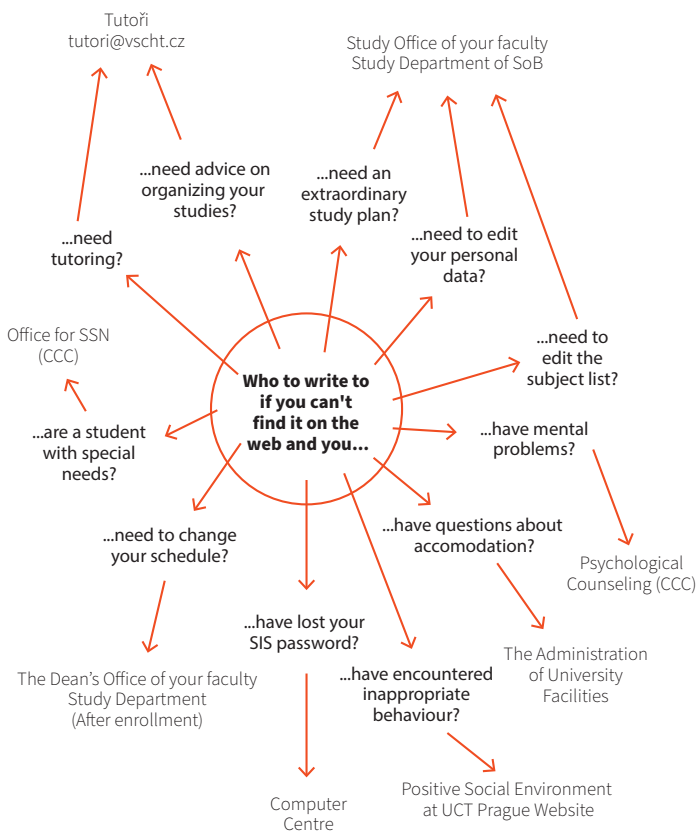 Tutoři
tutori@vscht.cz
Study Office of your faculty
Study Department of SoB
...need advice on
organizing your
studies?
...need an
extraordinary
study plan?
...need
tutoring?
...need to edit
your personal
data?
Office for SSN
(CCC)
...need to
edit the
subject list?
Who to write to
if you can't
find it on the
web and you...
...are a student
with special
needs?
...have mental
problems?
...need to change
your schedule?
...have questions about
accomodation?
Psychological
Counseling (CCC)
...have lost your
SIS password?
The Dean's Office of your faculty
Study Department
(After enrollment)
...have encountered
inappropriate
behaviour?
The Administration
of University
Facilities
Computer
Centre
Positive Social Environment
at UCT Prague Website